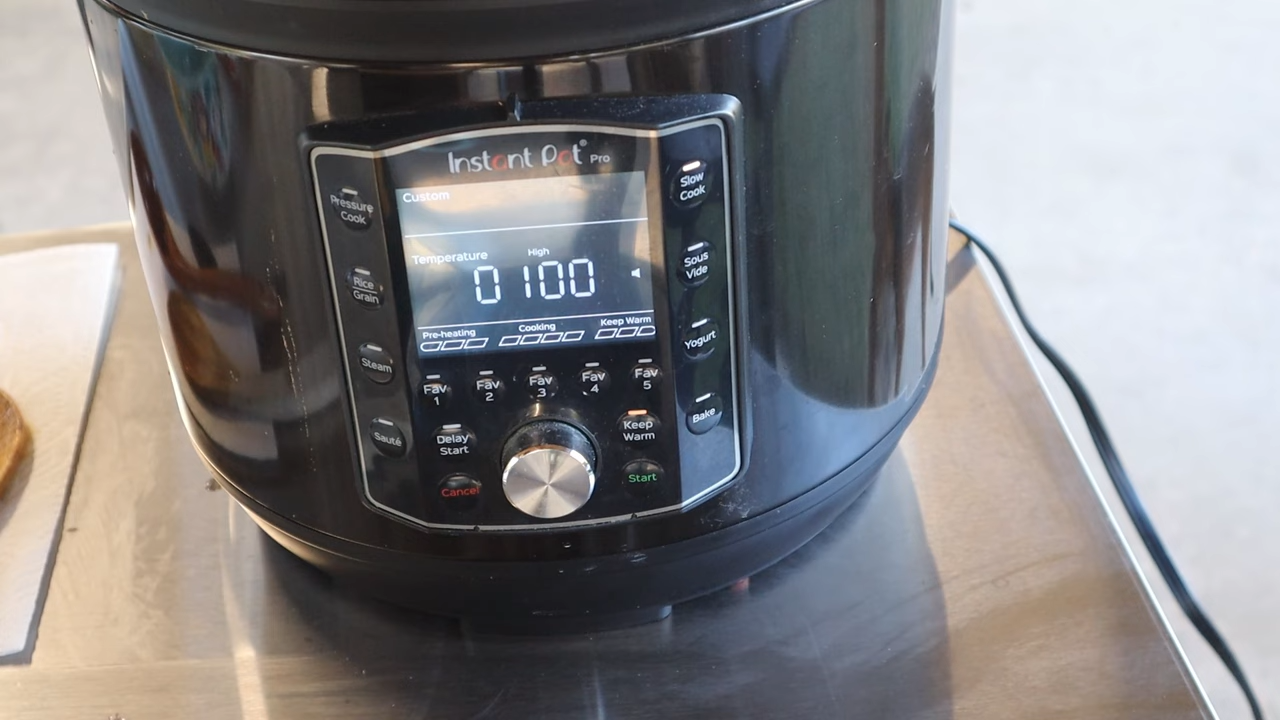 Instant Pot® Pro
Custom
Temperature
High
0100
Pre-heating
Cooking
Keep Warm
Pressure
Cook
Rice
Grain
Steam
Sauté
Slow
Cook
Sous
Vide
Yogurt
Bake
Fav
1
Fav
2
Fav
3
Fav
4
Fav
5
Delay
Start
Keep
Warm
Cancel
Start